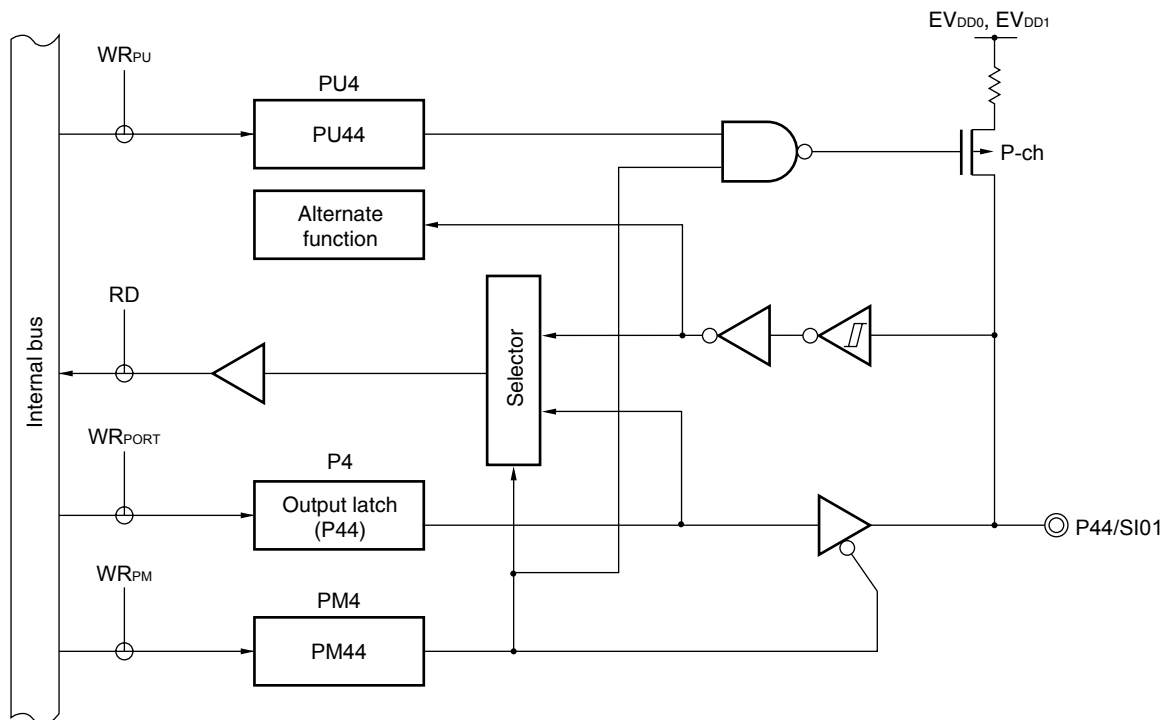 EVDD0, EVDD1
WRPU
PU4
PU44
P-ch
Alternate
function
RD
Internal bus
Selector
WRPORT
P4
Output latch
(P44)
P44/SI01
WRPM
PM4
PM44